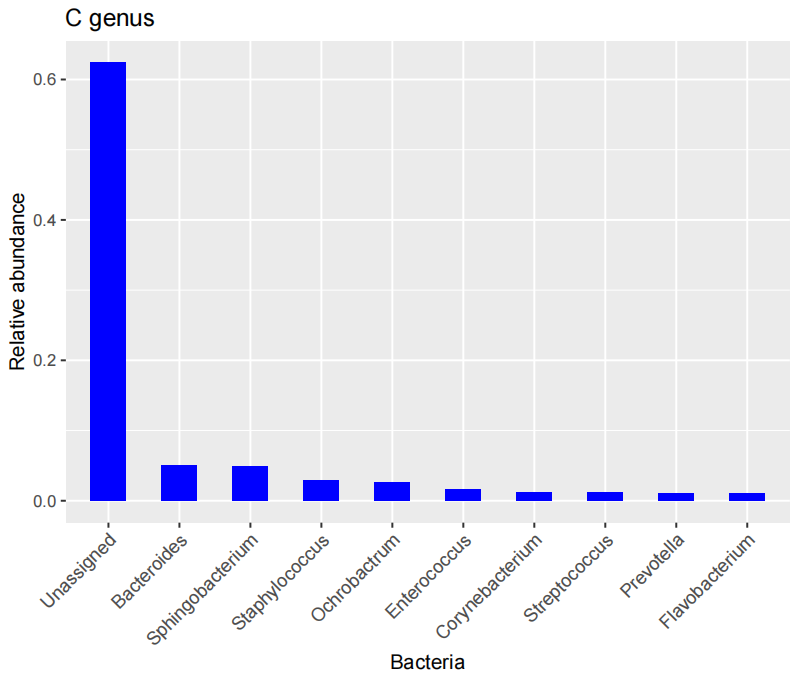 C genus
Relative abundance
0.6
0.4
0.2
0.0
Unassigned
Bacteroides
Sphingobacterium
Staphylococcus
Ochrobactrum
Enterococcus
Corynebacterium
Streptococcus
Prevotella
Flavobacterium
Bacteria